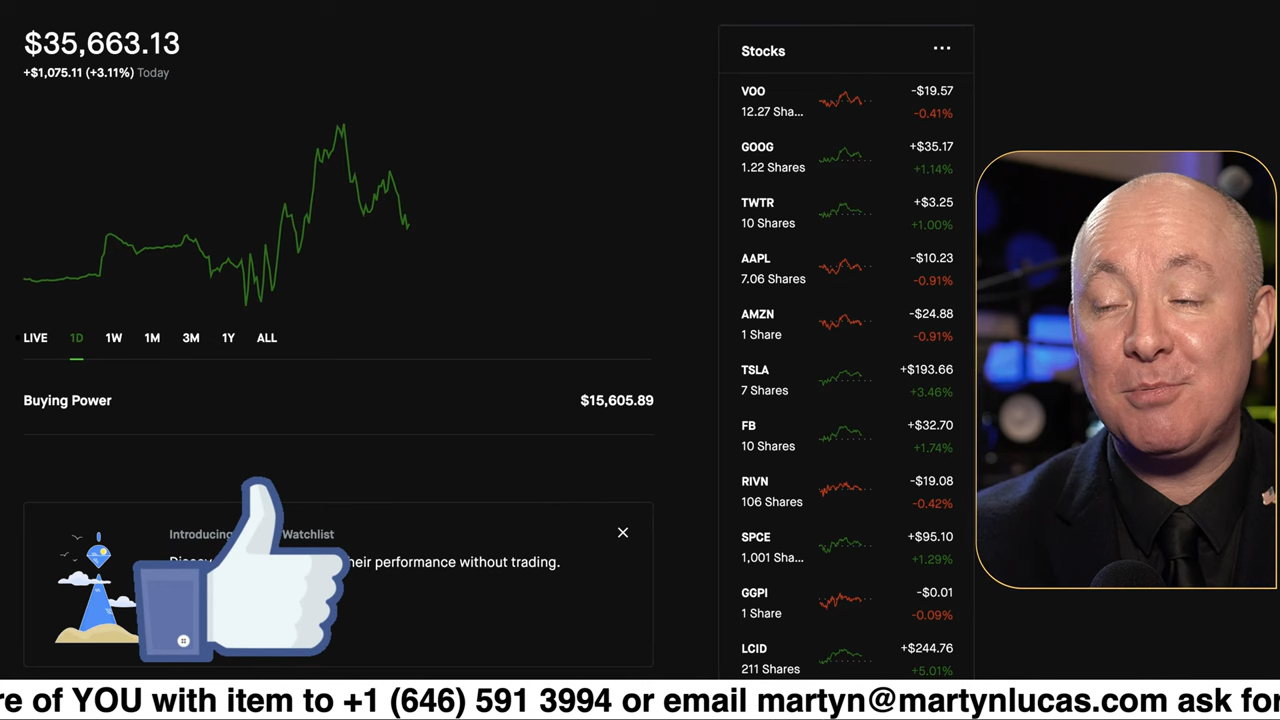 $35,663.13
+$1,075.11 (+3.11%) Today
LIVE 1D 1W 1M 3M 1Y ALL
Buying Power $15,605.89
Introducing Watchlist
their performance without trading.
Stocks
VOO -$19.57
12.27 Sha... -0.41%
GOOG +$35.17
1.22 Shares +1.14%
TWTR +$3.25
10 Shares +1.00%
AAPL -$10.23
7.06 Shares -0.91%
AMZN -$24.88
1 Share -0.91%
TSLA +$193.66
7 Shares +3.46%
FB +$32.70
10 Shares +1.74%
RIVN -$19.08
106 Shares -0.42%
SPCE +$95.10
1,001 Sha... +1.29%
GGPI -$0.01
1 Share -0.09%
LCID +$244.76
211 Shares +5.01%
re of YOU with item to +1 (646) 591 3994 or email martyn@martynlucas.com ask for